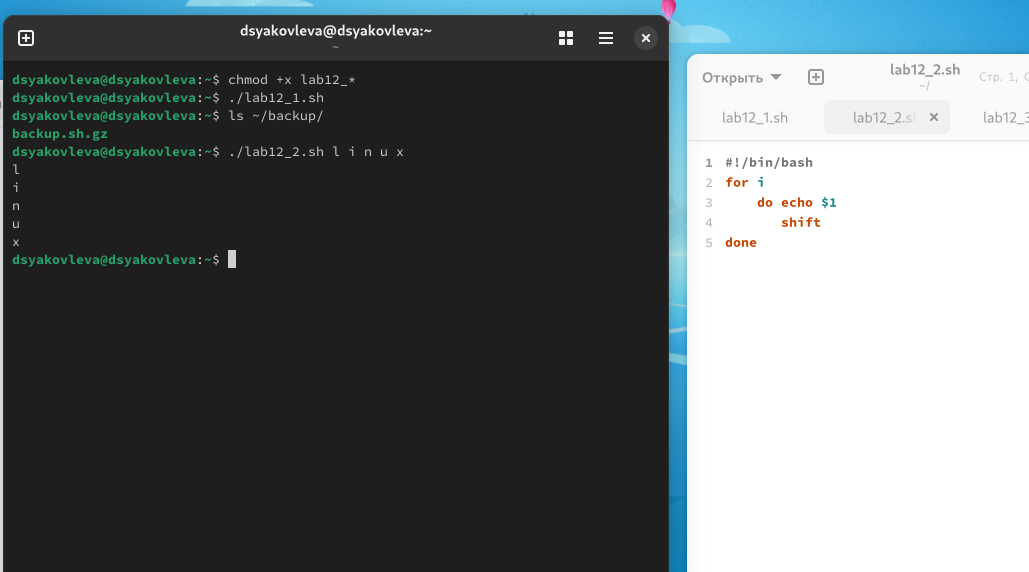 dsyakovleva@dsyakovleva:~
~
dsyakovleva@dsyakovleva:~$ chmod +x lab12_*
dsyakovleva@dsyakovleva:~$ ./lab12_1.sh
dsyakovleva@dsyakovleva:~$ ls ~/backup/
backup.sh.gz
dsyakovleva@dsyakovleva:~$ ./lab12_2.sh l i n u x
l
i
n
u
x
dsyakovleva@dsyakovleva:~$
Открыть
lab12_2.sh
~/
Стр. 1,
lab12_1.sh
lab12_2.sh
lab12_3
1 #!/bin/bash
2 for i
3 do echo $1
4 shift
5 done